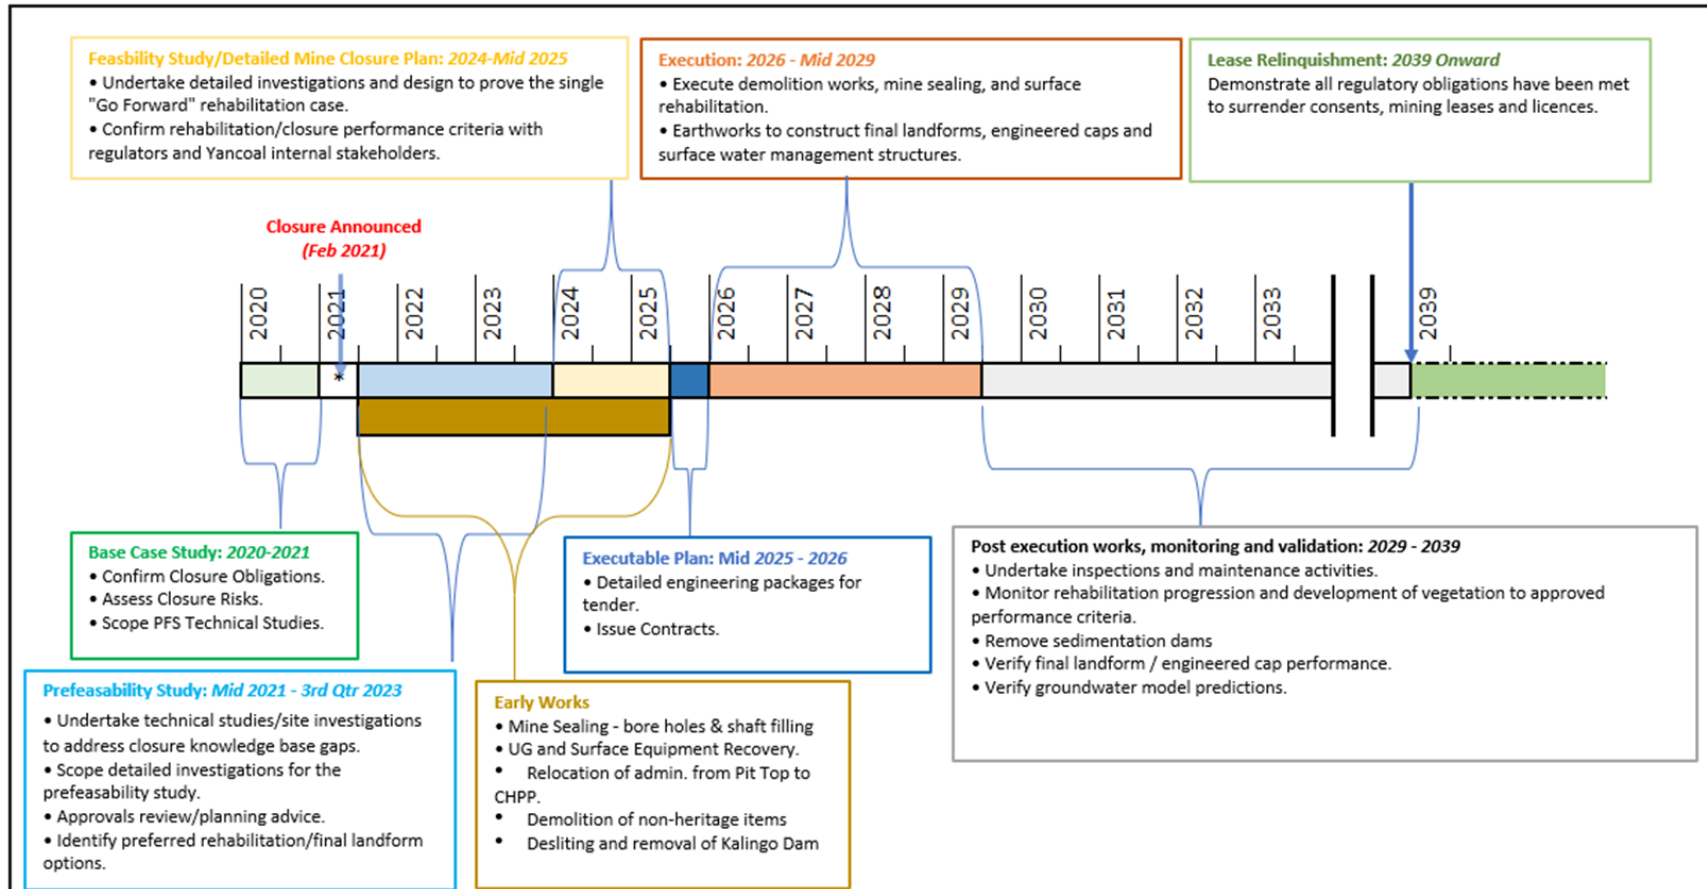 Feasbility Study/Detailed Mine Closure Plan: 2024-Mid 2025
• Undertake detailed investigations and design to prove the single
"Go Forward" rehabilitation case.
• Confirm rehabilitation/closure performance criteria with
regulators and Yancoal internal stakeholders.
Execution: 2026 - Mid 2029
• Execute demolition works, mine sealing, and surface
rehabilitation.
• Earthworks to construct final landforms, engineered caps and
surface water management structures.
Lease Relinquishment: 2039 Onward
Demonstrate all regulatory obligations have been met
to surrender consents, mining leases and licences.
Closure Announced
(Feb 2021)
2020
2021
2022
2023
2024
2025
2026
2027
2028
2029
2030
2031
2032
2033
2039
*
Base Case Study: 2020-2021
• Confirm Closure Obligations.
• Assess Closure Risks.
• Scope PFS Technical Studies.
Executable Plan: Mid 2025 - 2026
• Detailed engineering packages for
tender.
• Issue Contracts.
Post execution works, monitoring and validation: 2029 - 2039
• Undertake inspections and maintenance activities.
• Monitor rehabilitation progression and development of vegetation to approved
performance criteria.
• Remove sedimentation dams
• Verify final landform / engineered cap performance.
• Verify groundwater model predictions.
Prefeasability Study: Mid 2021 - 3rd Qtr 2023
• Undertake technical studies/site investigations
to address closure knowledge base gaps.
• Scope detailed investigations for the
prefeasability study.
• Approvals review/planning advice.
• Identify preferred rehabilitation/final landform
options.
Early Works
• Mine Sealing - bore holes & shaft filling
• UG and Surface Equipment Recovery.
• Relocation of admin. from Pit Top to
CHPP.
• Demolition of non-heritage items
• Desliting and removal of Kalingo Dam